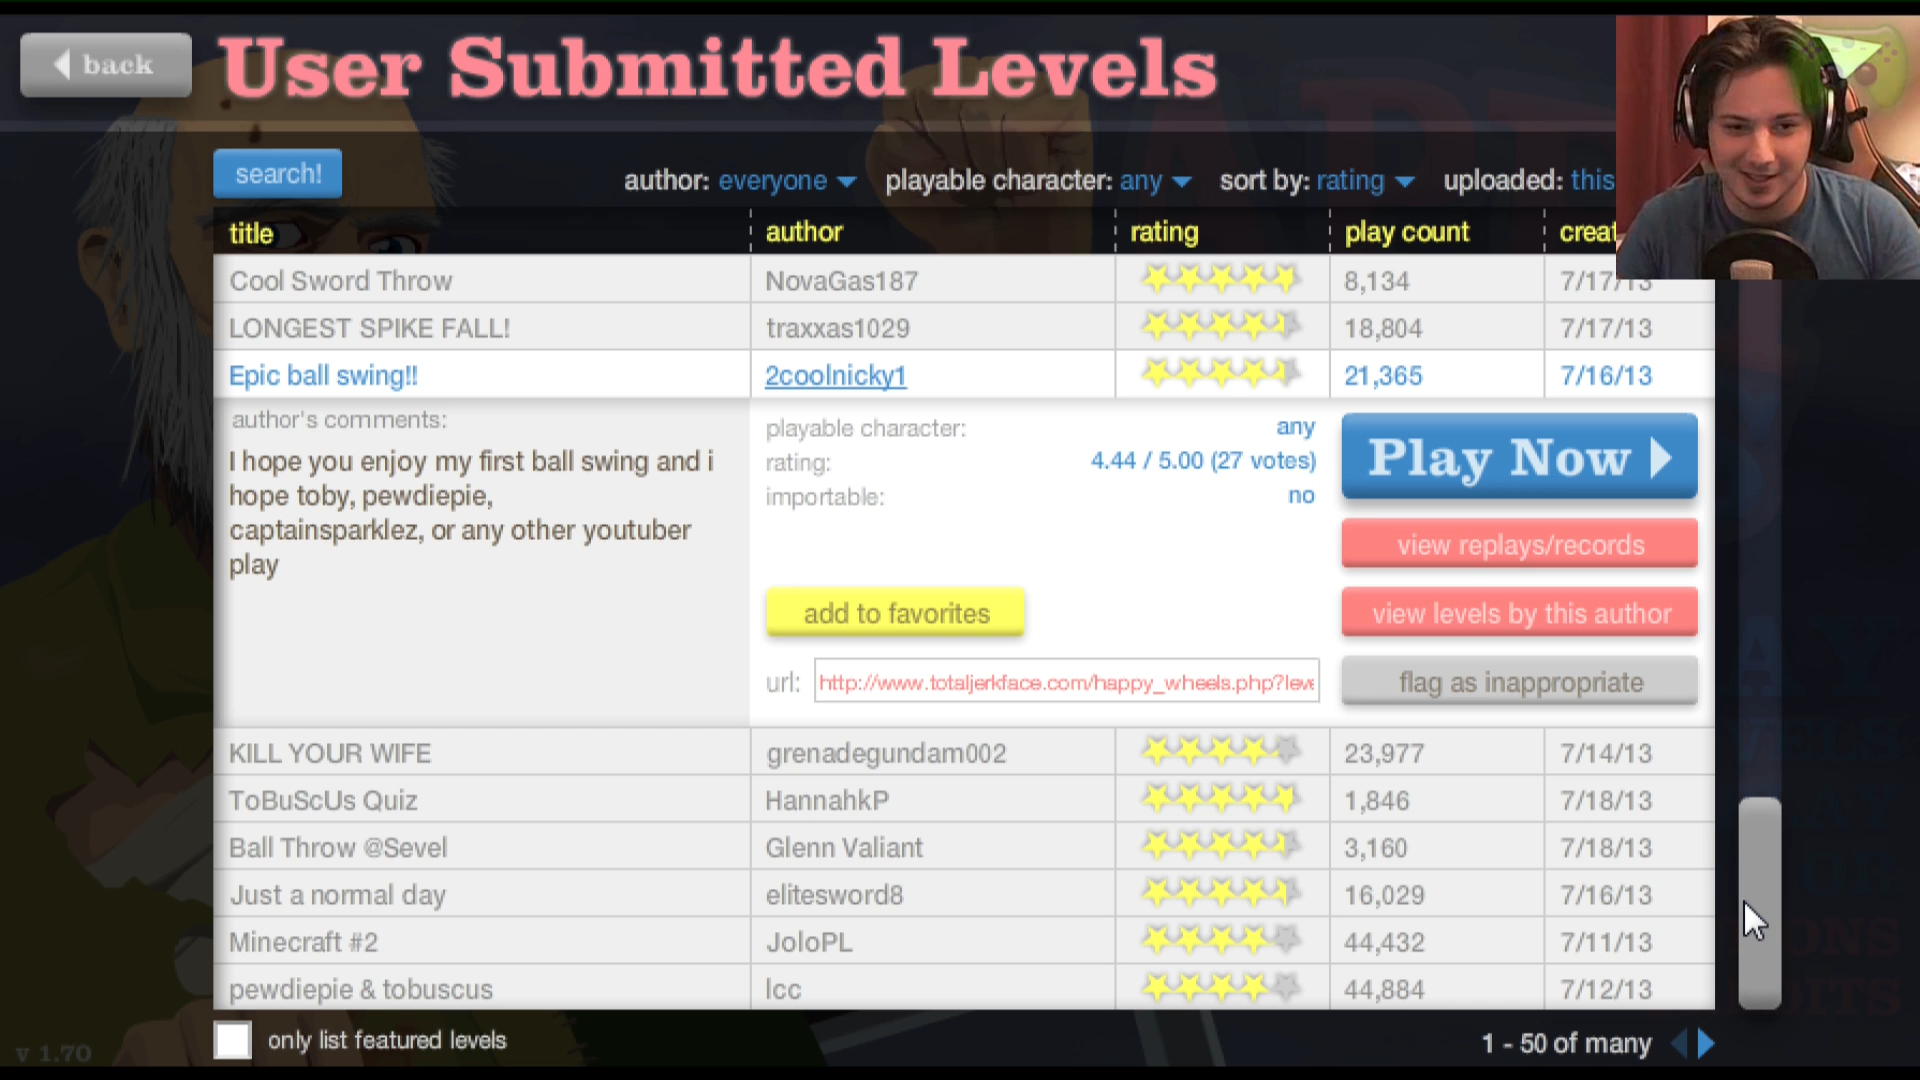 back
User Submitted Levels
search!
author: everyone
playable character: any
sort by: rating
uploaded: this
title author rating play count creat
Cool Sword Throw NovaGas187 8,134 7/17/13
LONGEST SPIKE FALL! traxxas1029 18,804 7/17/13
Epic ball swing!! 2coolnicky1 21,365 7/16/13
author's comments:
I hope you enjoy my first ball swing and i
hope toby, pewdiepie,
captainsparklez, or any other youtuber
play
playable character: any
rating: 4.44 / 5.00 (27 votes)
importable: no
add to favorites
url: http://www.totaljerkface.com/happy_wheels.php?leve
Play Now
view replays/records
view levels by this author
flag as inappropriate
KILL YOUR WIFE grenadegundam002 23,977 7/14/13
ToBuScUs Quiz HannahkP 1,846 7/18/13
Ball Throw @Sevel Glenn Valiant 3,160 7/18/13
Just a normal day elitesword8 16,029 7/16/13
Minecraft #2 JoloPL 44,432 7/11/13
pewdiepie & tobuscus lcc 44,884 7/12/13
only list featured levels
1 - 50 of many
v 1.70